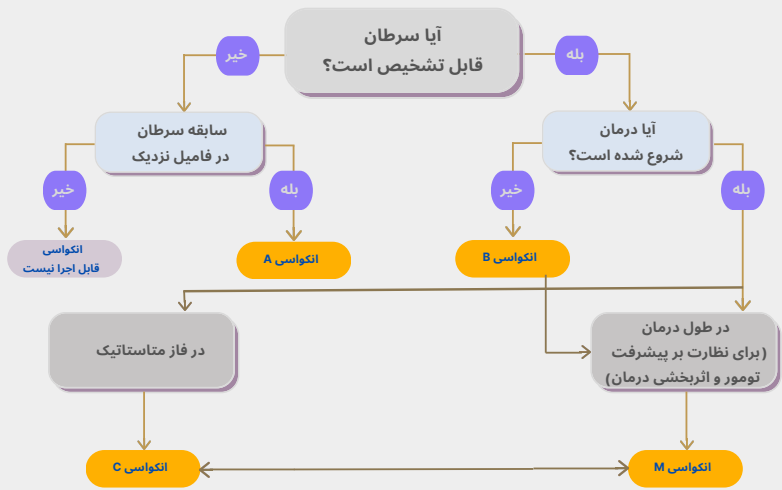 آیا سرطان
قابل تشخیص است؟
بله
خیر
آیا درمان
شروع شده است؟
سابقه سرطان
در فامیل نزدیک
بله
خیر
بله
خیر
انکواسی B
انکواسی A
انکواسی
قابل اجرا نیست
در طول درمان
(برای نظارت بر پیشرفت
تومور و اثربخشی درمان)
در فاز متاستاتیک
انکواسی M
انکواسی C